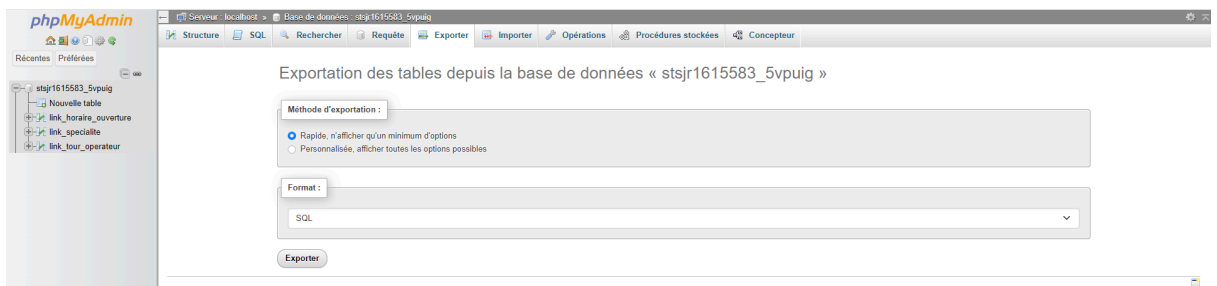 phpMyAdmin
Récentes Préférées
stsjr1615583_5vpuig
Nouvelle table
link_horaire_ouverture
link_specialite
link_tour_operateur
Serveur : localhost » Base de données : stsjr1615583_5vpuig
Structure SQL Rechercher Requête Exporter Importer Opérations Procédures stockées Concepteur
Exportation des tables depuis la base de données « stsjr1615583_5vpuig »
Méthode d'exportation :
Rapide, n'afficher qu'un minimum d'options
Personnalisée, afficher toutes les options possibles
Format :
SQL
Exporter